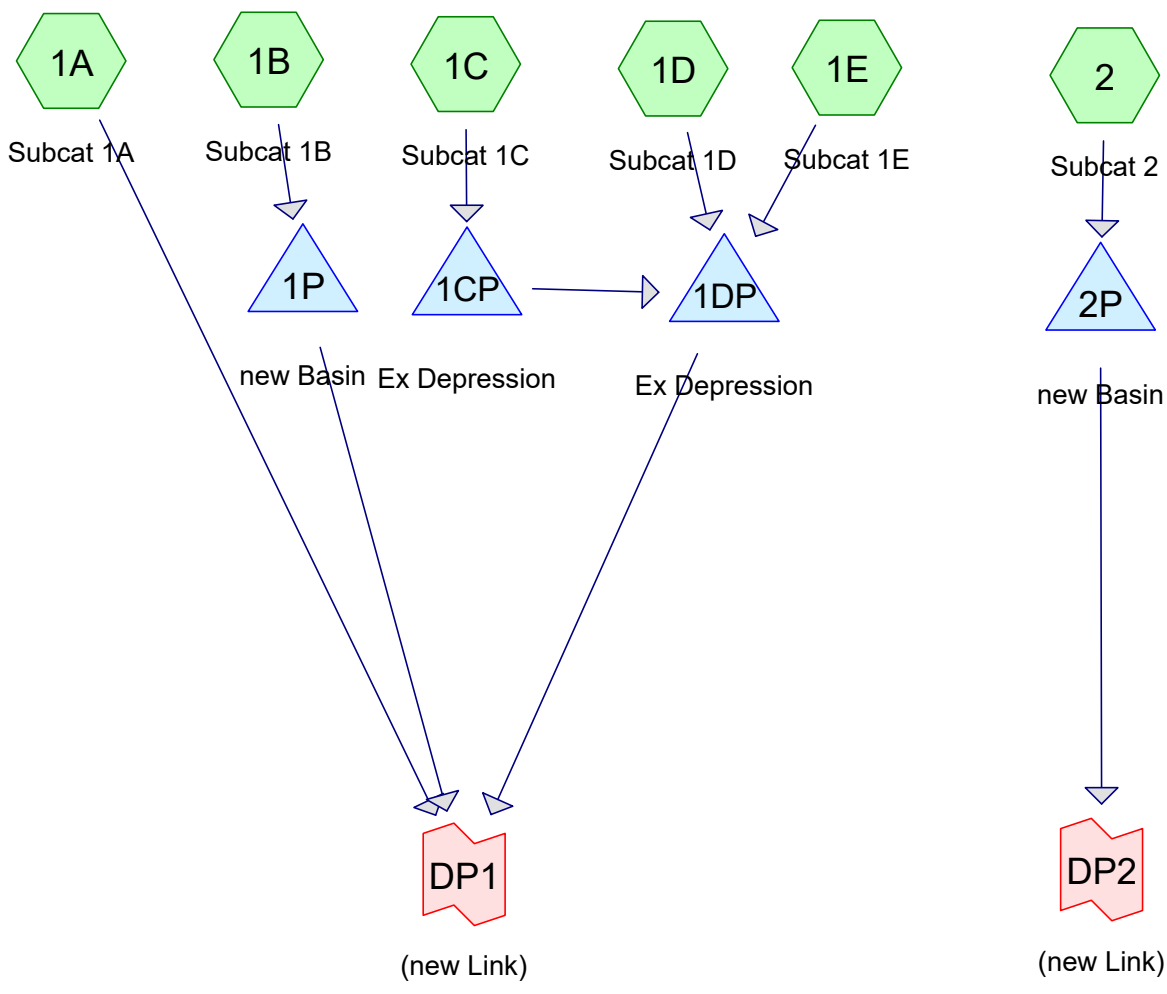 1A
1B
1C
1D
1E
2
Subcat 1A
Subcat 1B
Subcat 1C
Subcat 1D
Subcat 1E
Subcat 2
1P
1CP
1DP
2P
new Basin
Ex Depression
Ex Depression
new Basin
DP1
DP2
(new Link)
(new Link)